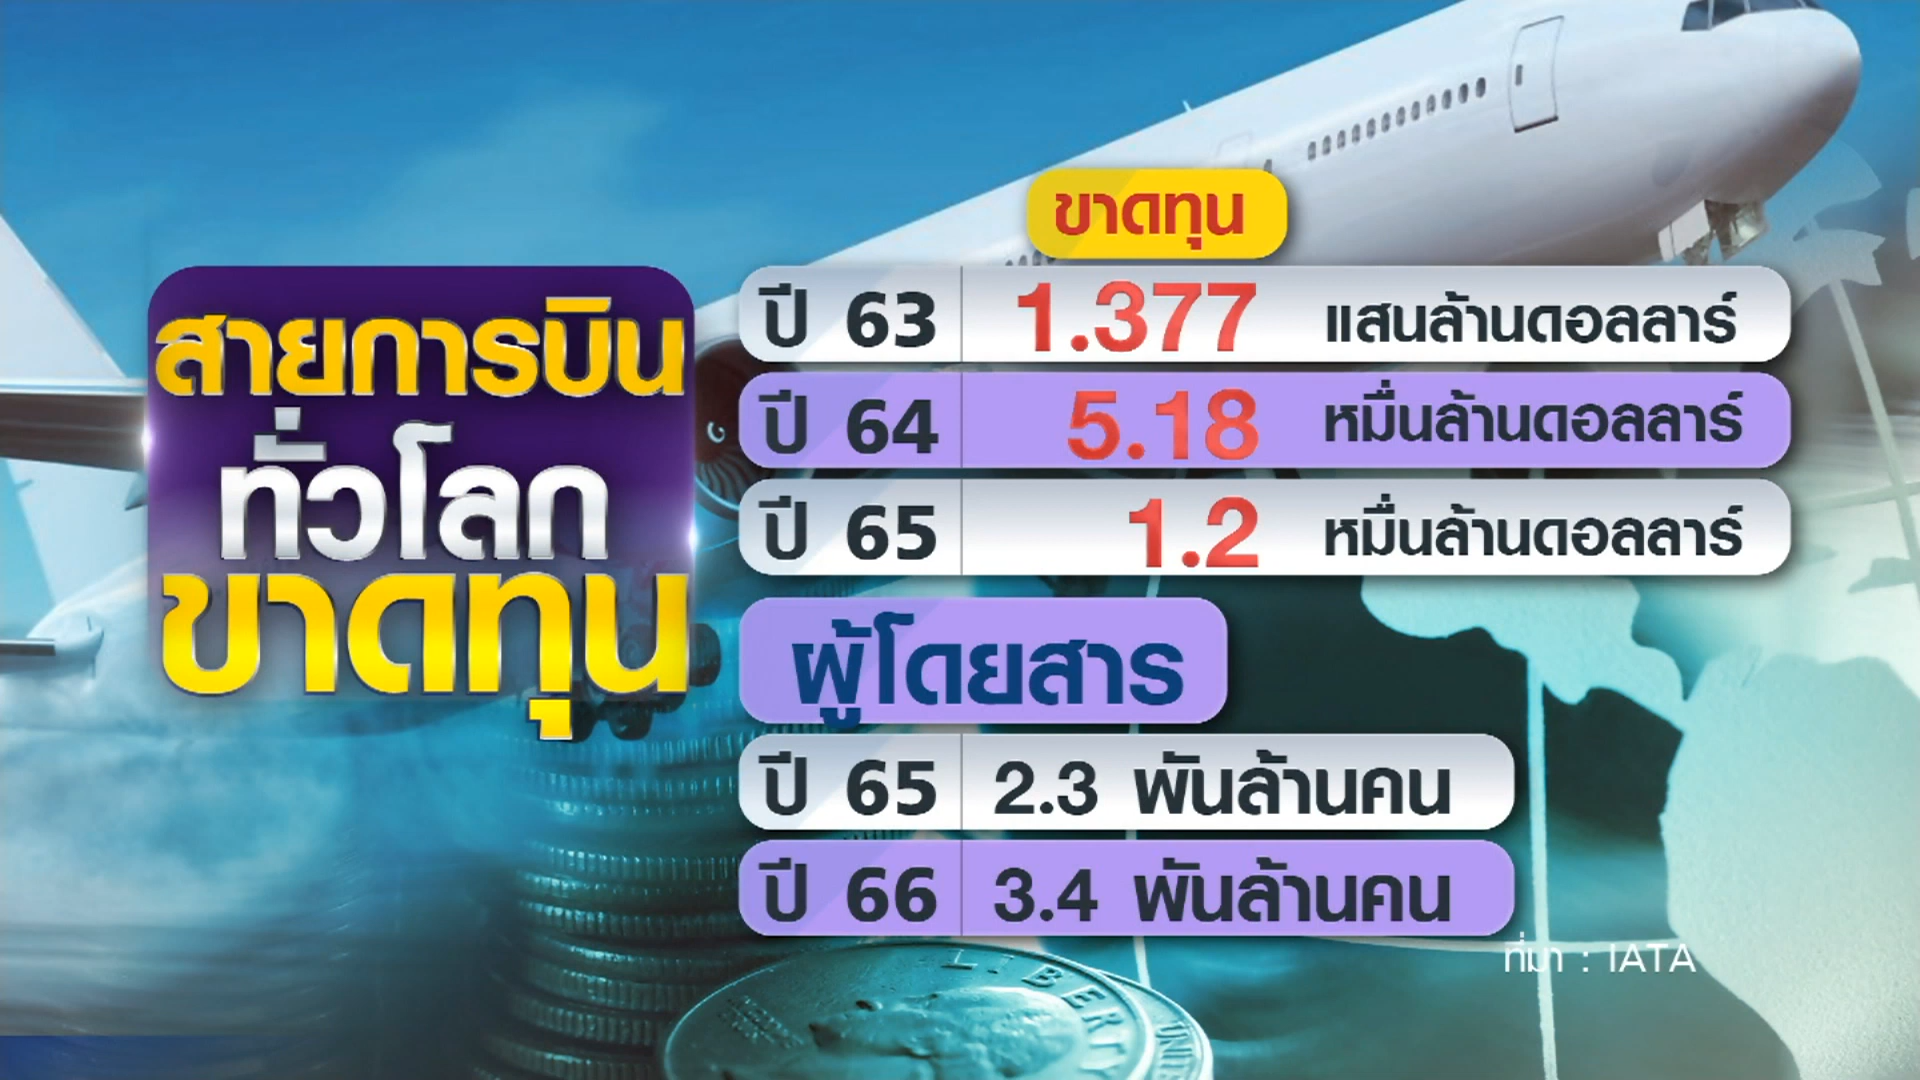 สายการบิน
ทั่วโลก
ขาดทุน
ขาดทุน
ปี 63 1.377 แสนล้านดอลลาร์
ปี 64 5.18 หมื่นล้านดอลลาร์
ปี 65 1.2 หมื่นล้านดอลลาร์
ผู้โดยสาร
ปี 65 2.3 พันล้านคน
ปี 66 3.4 พันล้านคน
ที่มา : IATA
LIBERTY